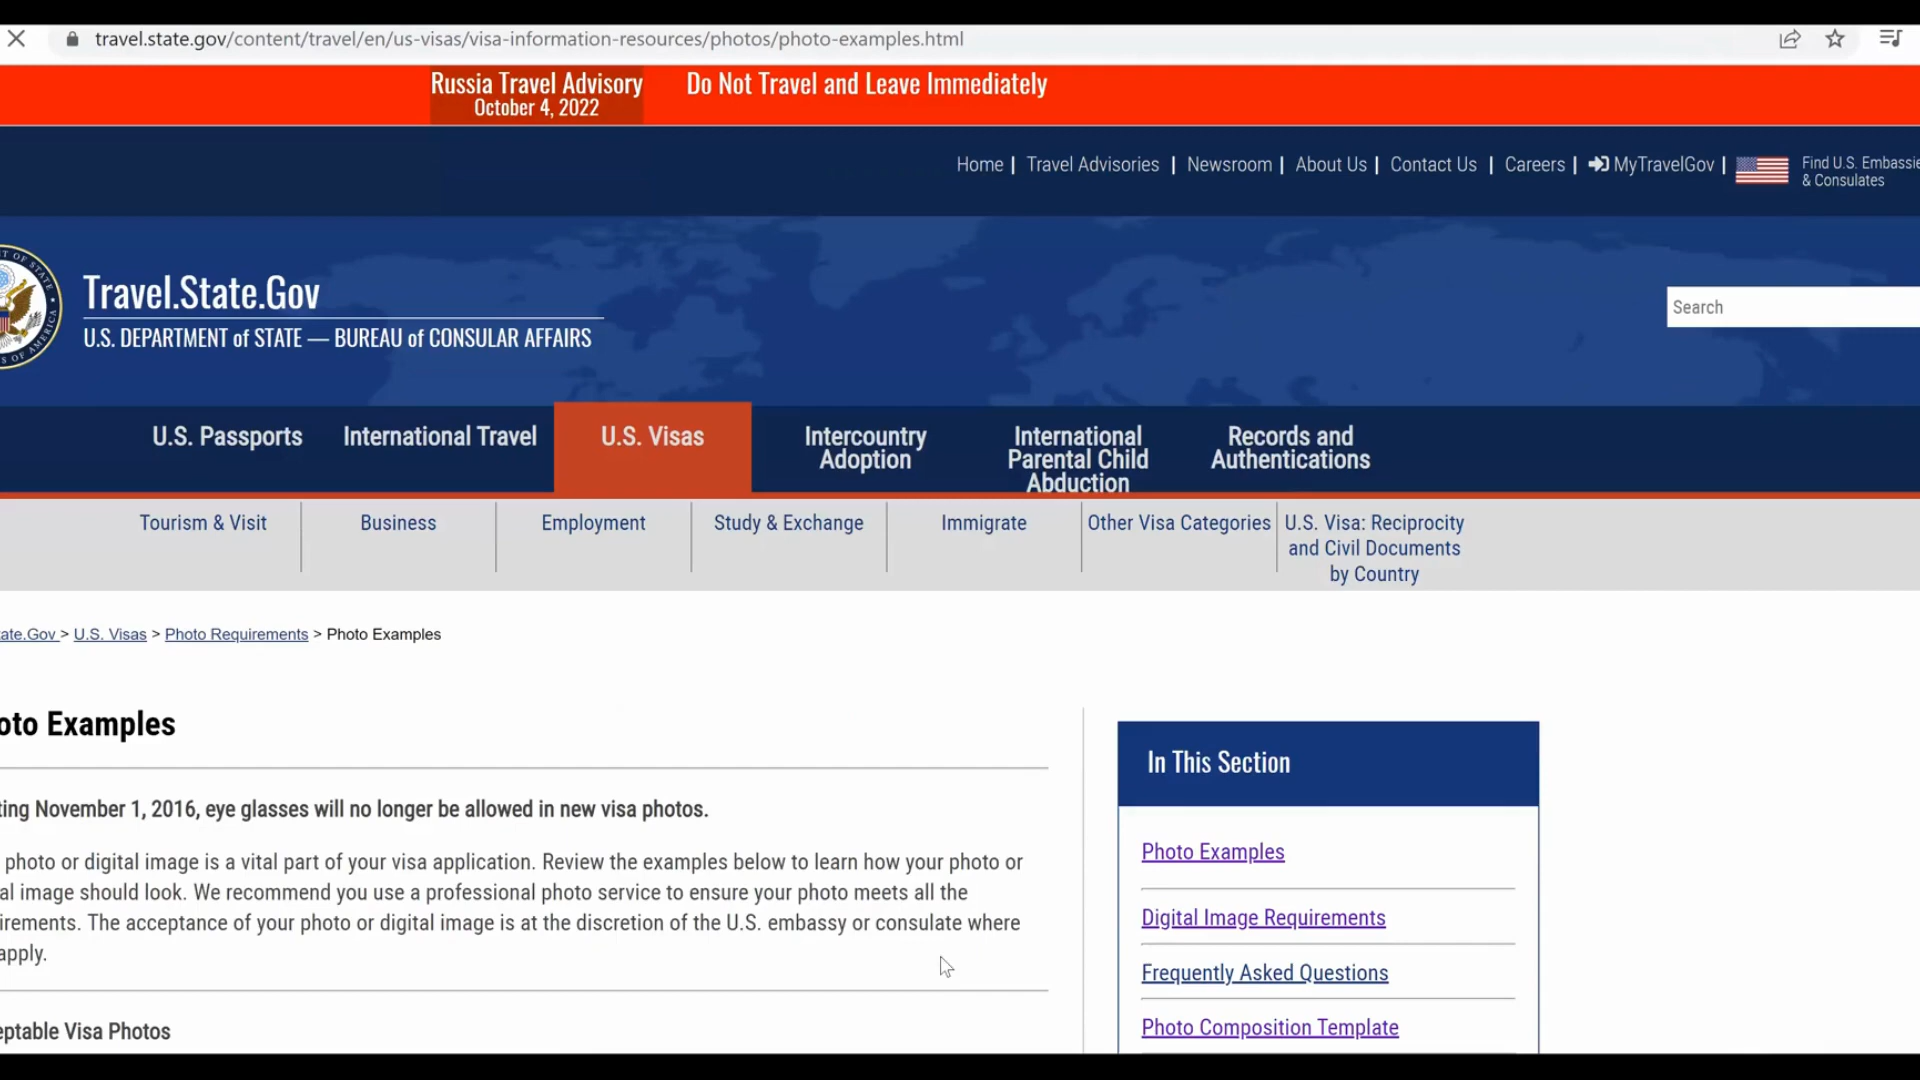 travel.state.gov/content/travel/en/us-visas/visa-information-resources/photos/photo-examples.html
Russia Travel Advisory
October 4, 2022
Do Not Travel and Leave Immediately
Home | Travel Advisories | Newsroom | About Us | Contact Us | Careers | MyTravelGov |
Find U.S. Embassie
& Consulates
Travel.State.Gov
U.S. DEPARTMENT of STATE — BUREAU of CONSULAR AFFAIRS
Search
U.S. Passports
International Travel
U.S. Visas
Intercountry
Adoption
International
Parental Child
Abduction
Records and
Authentications
Tourism & Visit
Business
Employment
Study & Exchange
Immigrate
Other Visa Categories
U.S. Visa: Reciprocity
and Civil Documents
by Country
ate.Gov > U.S. Visas > Photo Requirements > Photo Examples
oto Examples
ting November 1, 2016, eye glasses will no longer be allowed in new visa photos.
photo or digital image is a vital part of your visa application. Review the examples below to learn how your photo or
al image should look. We recommend you use a professional photo service to ensure your photo meets all the
irements. The acceptance of your photo or digital image is at the discretion of the U.S. embassy or consulate where
apply.
eptable Visa Photos
In This Section
Photo Examples
Digital Image Requirements
Frequently Asked Questions
Photo Composition Template